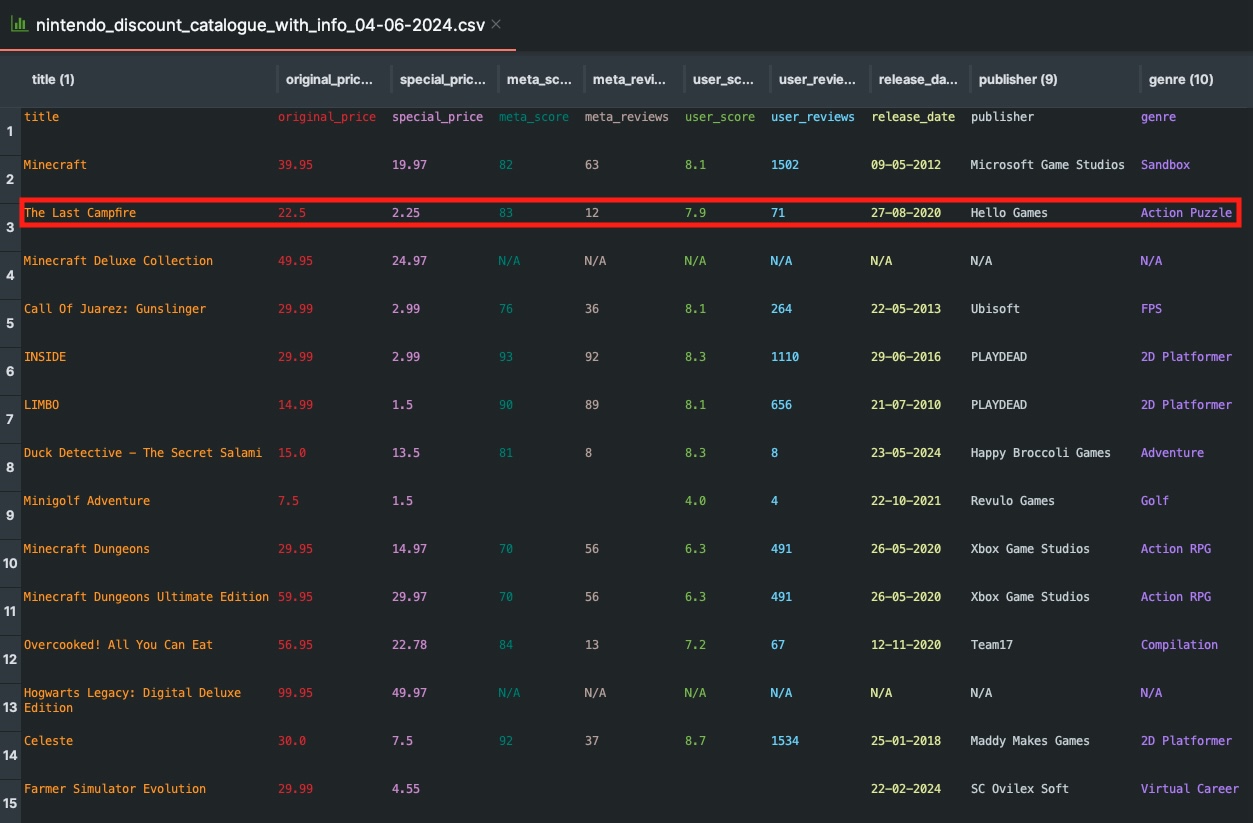 nintendo_discount_catalogue_with_info_04-06-2024.csv ×
title (1) original_pric... special_pric... meta_sc... meta_revi... user_sc... user_revie... release_da... publisher (9) genre (10)
1 title original_price special_price meta_score meta_reviews user_score user_reviews release_date publisher genre
2 Minecraft 39.95 19.97 82 63 8.1 1502 09-05-2012 Microsoft Game Studios Sandbox
3 The Last Campfire 22.5 2.25 83 12 7.9 71 27-08-2020 Hello Games Action Puzzle
4 Minecraft Deluxe Collection 49.95 24.97 N/A N/A N/A N/A N/A N/A N/A
5 Call Of Juarez: Gunslinger 29.99 2.99 76 36 8.1 264 22-05-2013 Ubisoft FPS
6 INSIDE 29.99 2.99 93 92 8.3 1110 29-06-2016 PLAYDEAD 2D Platformer
7 LIMBO 14.99 1.5 90 89 8.1 656 21-07-2010 PLAYDEAD 2D Platformer
8 Duck Detective – The Secret Salami 15.0 13.5 81 8 8.3 8 23-05-2024 Happy Broccoli Games Adventure
9 Minigolf Adventure 7.5 1.5 4.0 4 22-10-2021 Revulo Games Golf
10 Minecraft Dungeons 29.95 14.97 70 56 6.3 491 26-05-2020 Xbox Game Studios Action RPG
11 Minecraft Dungeons Ultimate Edition 59.95 29.97 70 56 6.3 491 26-05-2020 Xbox Game Studios Action RPG
12 Overcooked! All You Can Eat 56.95 22.78 84 13 7.2 67 12-11-2020 Team17 Compilation
Hogwarts Legacy: Digital Deluxe 99.95 49.97 N/A N/A N/A N/A N/A N/A N/A
13 Edition
14 Celeste 30.0 7.5 92 37 8.7 1534 25-01-2018 Maddy Makes Games 2D Platformer
15 Farmer Simulator Evolution 29.99 4.55 22-02-2024 SC Ovilex Soft Virtual Career